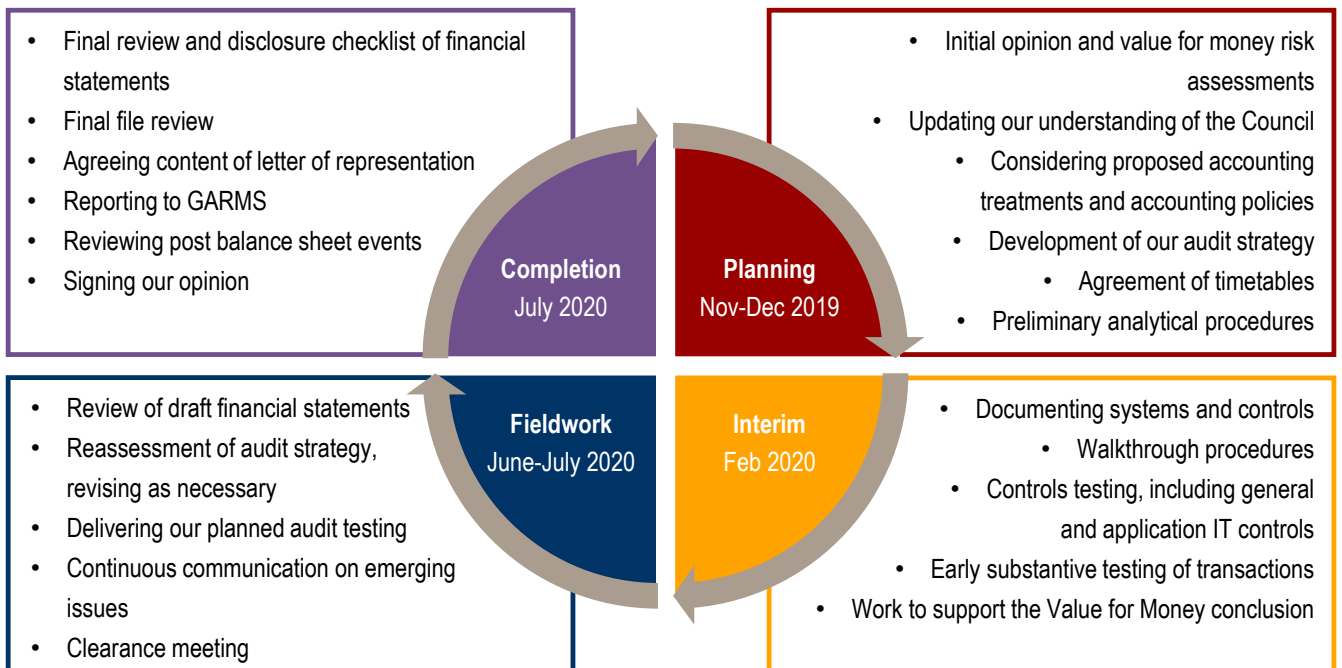 • Final review and disclosure checklist of financial
statements
• Final file review
• Agreeing content of letter of representation
• Reporting to GARMS
• Reviewing post balance sheet events
• Signing our opinion
• Initial opinion and value for money risk
assessments
• Updating our understanding of the Council
• Considering proposed accounting
treatments and accounting policies
• Development of our audit strategy
• Agreement of timetables
• Preliminary analytical procedures
Completion
July 2020
Planning
Nov-Dec 2019
Fieldwork
June-July 2020
Interim
Feb 2020
• Review of draft financial statements
• Reassessment of audit strategy,
revising as necessary
• Delivering our planned audit testing
• Continuous communication on emerging
issues
• Clearance meeting
• Documenting systems and controls
• Walkthrough procedures
• Controls testing, including general
and application IT controls
• Early substantive testing of transactions
• Work to support the Value for Money conclusion